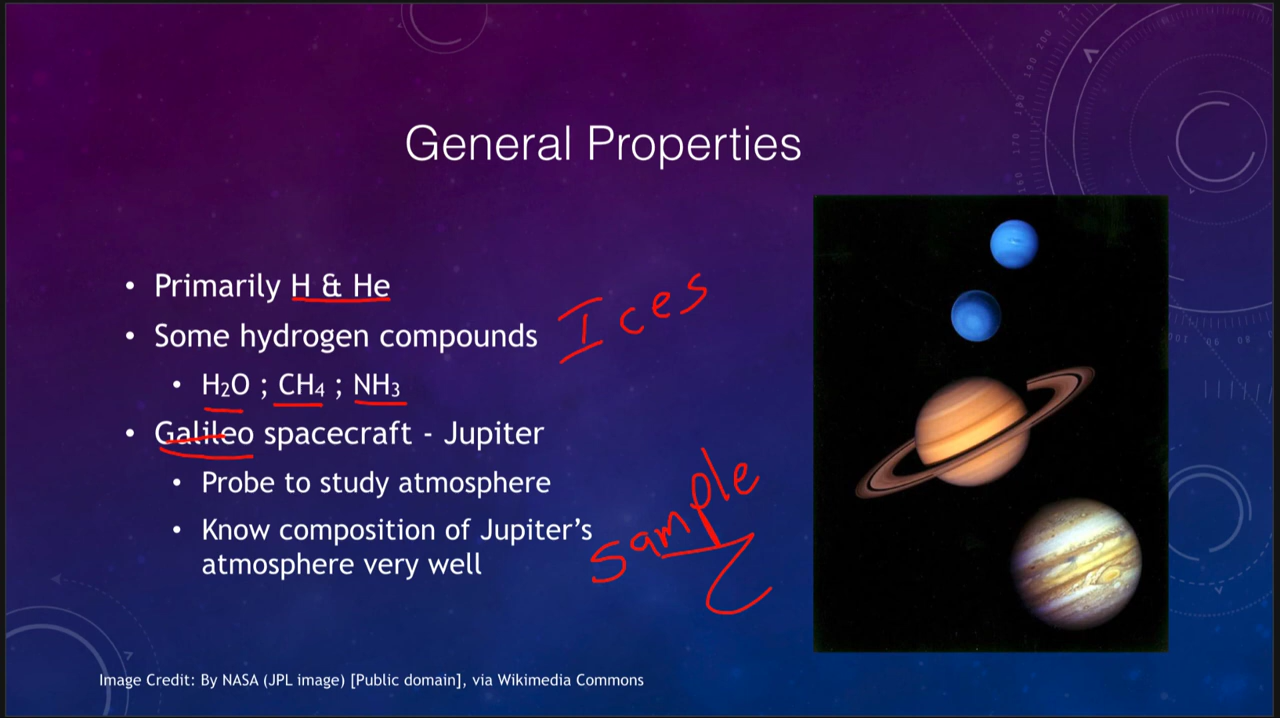 General Properties
• Primarily H & He
• Some hydrogen compounds
Ices
• H₂O ; CH₄ ; NH₃
• Galileo spacecraft - Jupiter
• Probe to study atmosphere
• Know composition of Jupiter's
atmosphere very well
sample
Image Credit: By NASA (JPL image) [Public domain], via Wikimedia Commons